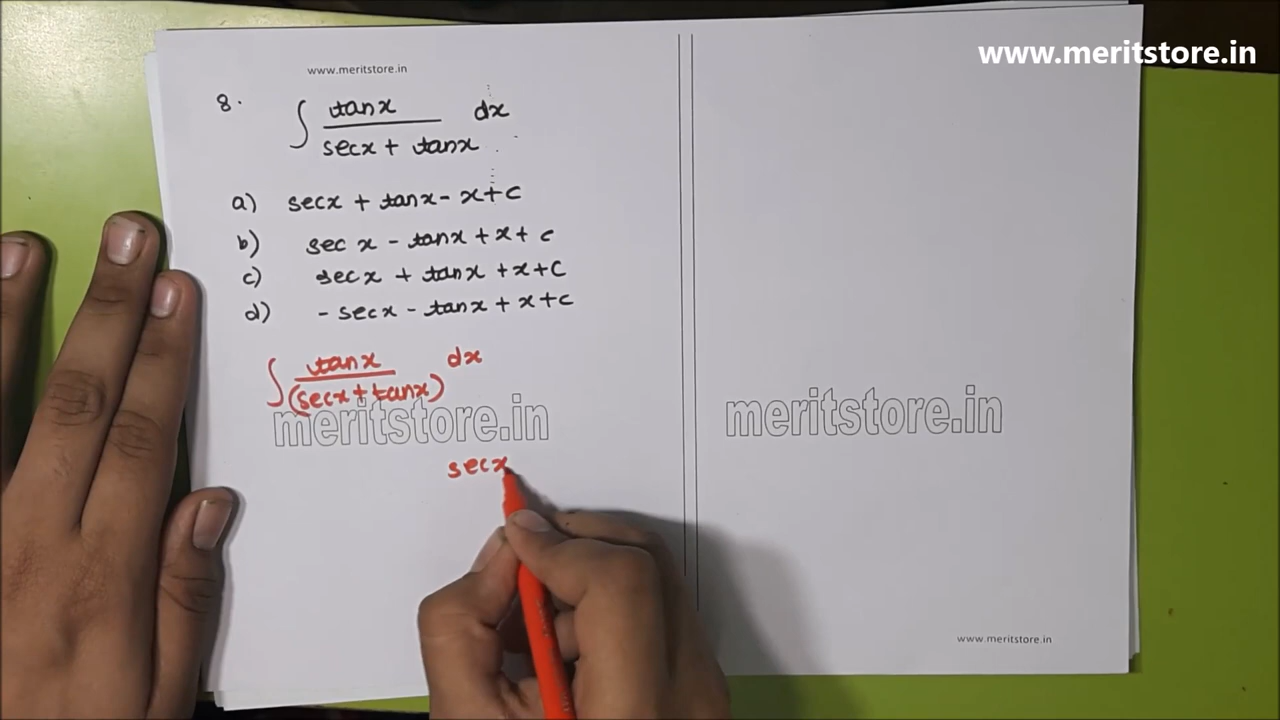 www.meritstore.in
www.meritstore.in
8. ∫ tanx / secx + tanx dx
a) secx + tanx - x + c
b) sec x - tanx + x + c
c) sec x + tanx + x + C
d) - secx - tanx + x + c
∫ tanx / (secx + tanx) dx
meritstore.in
meritstore.in
secx
www.meritstore.in